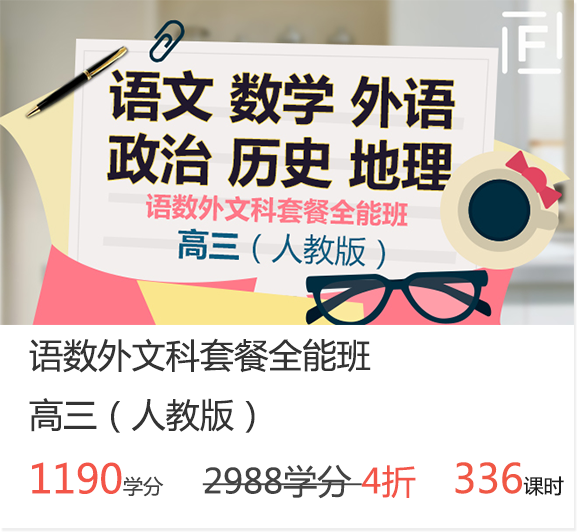 语文 数学 外语
政治 历史 地理
语数外文科套餐全能班
高三（人教版）
语数外文科套餐全能班
高三（人教版）
1190学分 2988学分 4折 336课时